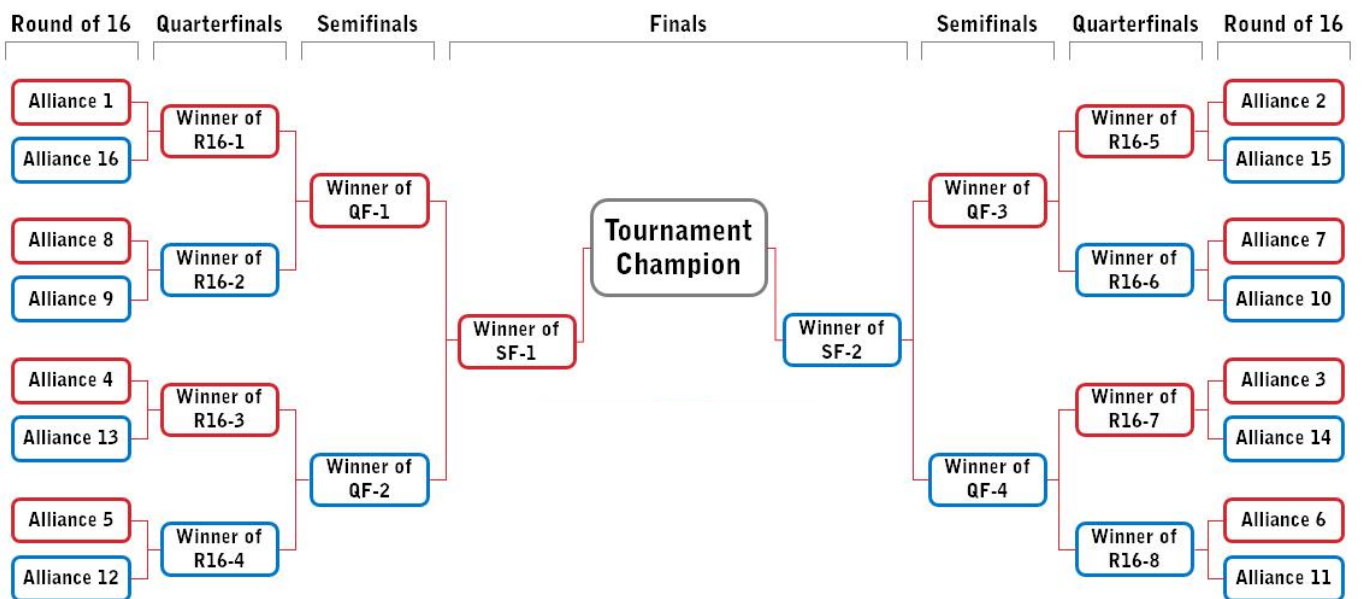 Round of 16
Quarterfinals
Semifinals
Finals
Semifinals
Quarterfinals
Round of 16
Alliance 1
Alliance 16
Alliance 8
Alliance 9
Alliance 4
Alliance 13
Alliance 5
Alliance 12
Winner of
R16-1
Winner of
R16-2
Winner of
R16-3
Winner of
R16-4
Winner of
QF-1
Winner of
QF-2
Winner of
SF-1
Tournament
Champion
Winner of
SF-2
Winner of
QF-3
Winner of
QF-4
Winner of
R16-5
Winner of
R16-6
Winner of
R16-7
Winner of
R16-8
Alliance 2
Alliance 15
Alliance 7
Alliance 10
Alliance 3
Alliance 14
Alliance 6
Alliance 11